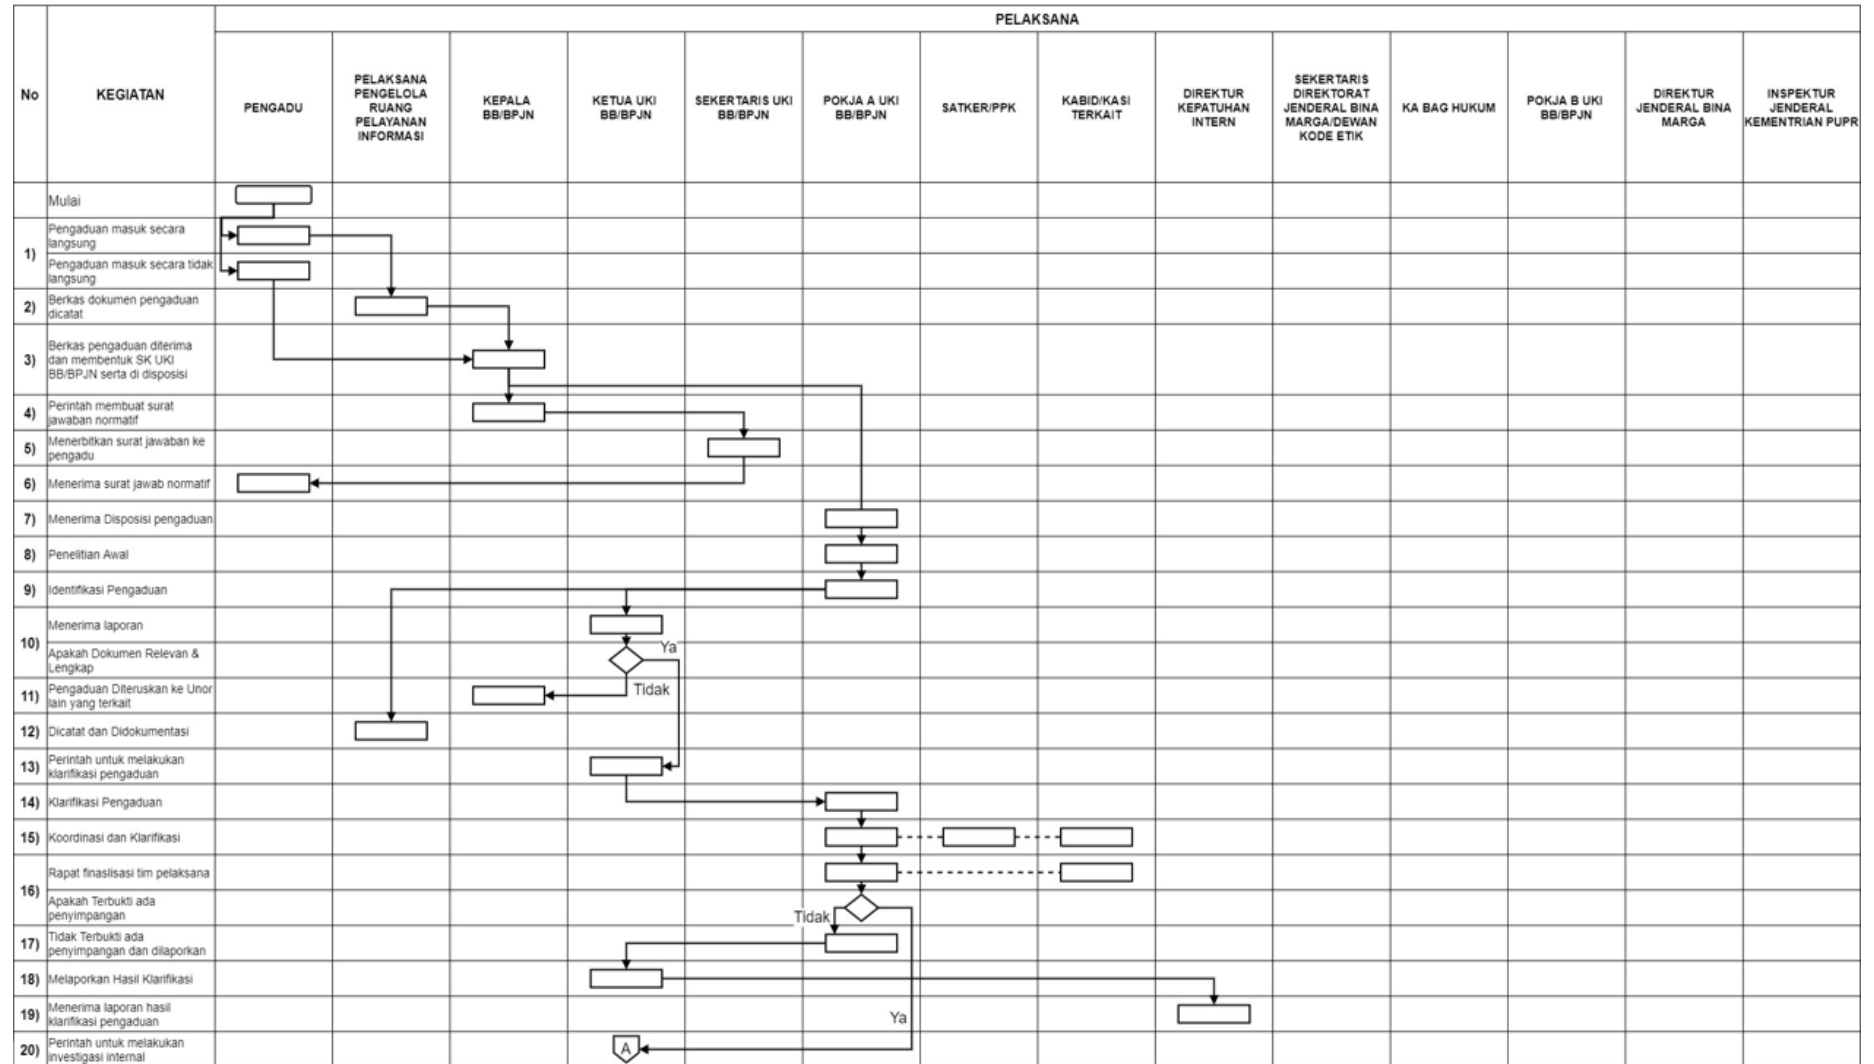 PELAKSANA
No
KEGIATAN
PENGADU
PELAKSANA
PENGELOLA
RUANG
PELAYANAN
INFORMASI
KEPALA
BB/BPJN
KETUA UKI
BB/BPJN
SEKERTARIS UKI
BB/BPJN
POKJA A UKI
BB/BPJN
SATKER/PPK
KABID/KASI
TERKAIT
DIREKTUR
KEPATUHAN
INTERN
SEKERTARIS
DIREKTORAT
JENDERAL BINA
MARGA/DEWAN
KODE ETIK
KA BAG HUKUM
POKJA B UKI
BB/BPJN
DIREKTUR
JENDERAL BINA
MARGA
INSPEKTUR
JENDERAL
KEMENTRIAN PUPR
Mulai
1)
Pengaduan masuk secara
langsung
Pengaduan masuk secara tidak
langsung
2)
Berkas dokumen pengaduan
dicatat
3)
Berkas pengaduan diterima
dan membentuk SK UKI
BB/BPJN serta di disposisi
4)
Perintah membuat surat
jawaban normatif
5)
Menerbitkan surat jawaban ke
pengadu
6)
Menerima surat jawab normatif
7)
Menerima Disposisi pengaduan
8)
Penelitian Awal
9)
Identifikasi Pengaduan
10)
Menerima laporan
Apakah Dokumen Relevan &
Lengkap
Ya
Tidak
11)
Pengaduan Diteruskan ke Unor
lain yang terkait
12)
Dicatat dan Didokumentasi
13)
Perintah untuk melakukan
klarifikasi pengaduan
14)
Klarifikasi Pengaduan
15)
Koordinasi dan Klarifikasi
16)
Rapat finaslisasi tim pelaksana
Apakah Terbukti ada
penyimpangan
Tidak
17)
Tidak Terbukti ada
penyimpangan dan dilaporkan
18)
Melaporkan Hasil Klarifikasi
19)
Menerima laporan hasil
klarifikasi pengaduan
Ya
20)
Perintah untuk melakukan
investigasi internal
A